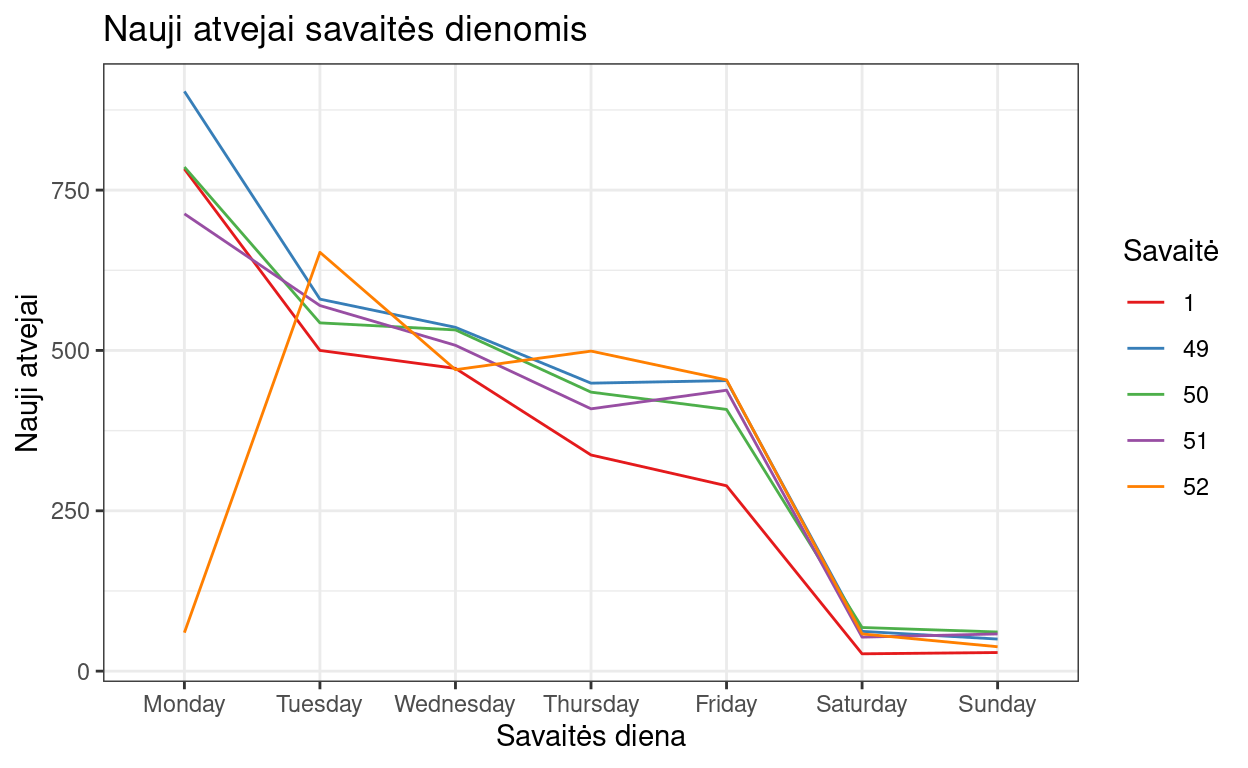 Nauji atvejai savaitės dienomis
Nauji atvejai
750
500
250
0
Monday Tuesday Wednesday Thursday Friday Saturday Sunday
Savaitės diena
Savaitė
1
49
50
51
52